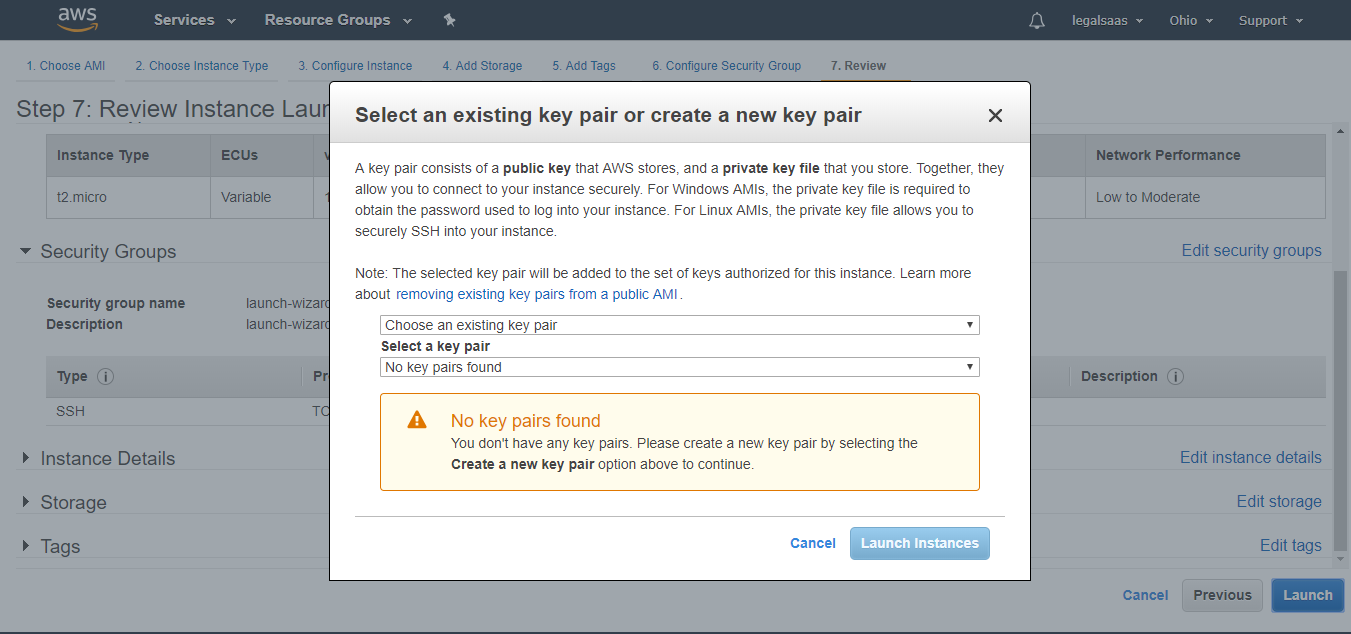 aws
Services
Resource Groups
legalsaas
Ohio
Support
1. Choose AMI
2. Choose Instance Type
3. Configure Instance
4. Add Storage
5. Add Tags
6. Configure Security Group
7. Review
Step 7: Review Instance
Instance Type
ECUs
Network Performance
t2.micro
Variable
Low to Moderate
Security Groups
Edit security groups
Security group name
Description
Type
Description
SSH
Instance Details
Edit instance details
Storage
Edit storage
Tags
Edit tags
Cancel
Previous
Launch
Select an existing key pair or create a new key pair
A key pair consists of a public key that AWS stores, and a private key file that you store. Together, they
allow you to connect to your instance securely. For Windows AMIs, the private key file is required to
obtain the password used to log into your instance. For Linux AMIs, the private key file allows you to
securely SSH into your instance.
Note: The selected key pair will be added to the set of keys authorized for this instance. Learn more
about removing existing key pairs from a public AMI.
Choose an existing key pair
Select a key pair
No key pairs found
No key pairs found
You don't have any key pairs. Please create a new key pair by selecting the
Create a new key pair option above to continue.
Cancel
Launch Instances